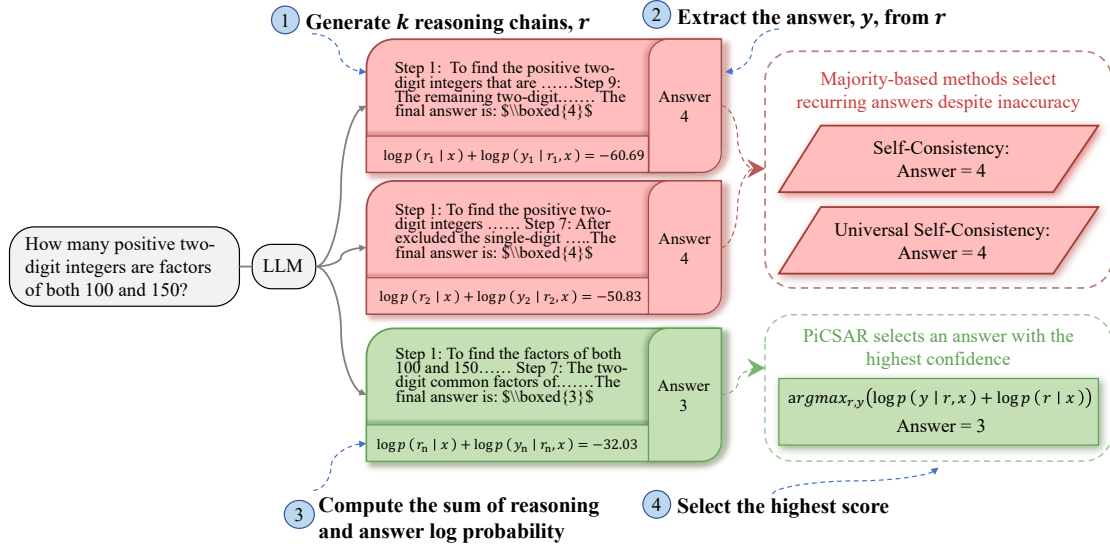 1 Generate k reasoning chains, r
2 Extract the answer, y, from r
How many positive two-
digit integers are factors
of both 100 and 150?
LLM
Step 1: To find the positive two-
digit integers that are ……Step 9:
The remaining two-digit……. The
final answer is: $\\boxed{4}$
log p (r₁ | x) + log p (y₁ | r₁, x) = −60.69
Answer
4
Step 1: To find the positive two-
digit integers …… Step 7: After
excluded the single-digit …..The
final answer is: $\\boxed{4}$
log p (r₂ | x) + log p (y₂ | r₂, x) = −50.83
Answer
4
Step 1: To find the factors of both
100 and 150…… Step 7: The two-
digit common factors of…….The
final answer is: $\\boxed{3}$
log p (rₙ | x) + log p (yₙ | rₙ, x) = −32.03
Answer
3
Majority-based methods select
recurring answers despite inaccuracy
Self-Consistency:
Answer = 4
Universal Self-Consistency:
Answer = 4
PiCSAR selects an answer with the
highest confidence
argmaxᵣ,ᵧ(log p (y | r, x) + log p (r | x))
Answer = 3
3 Compute the sum of reasoning
and answer log probability
4 Select the highest score